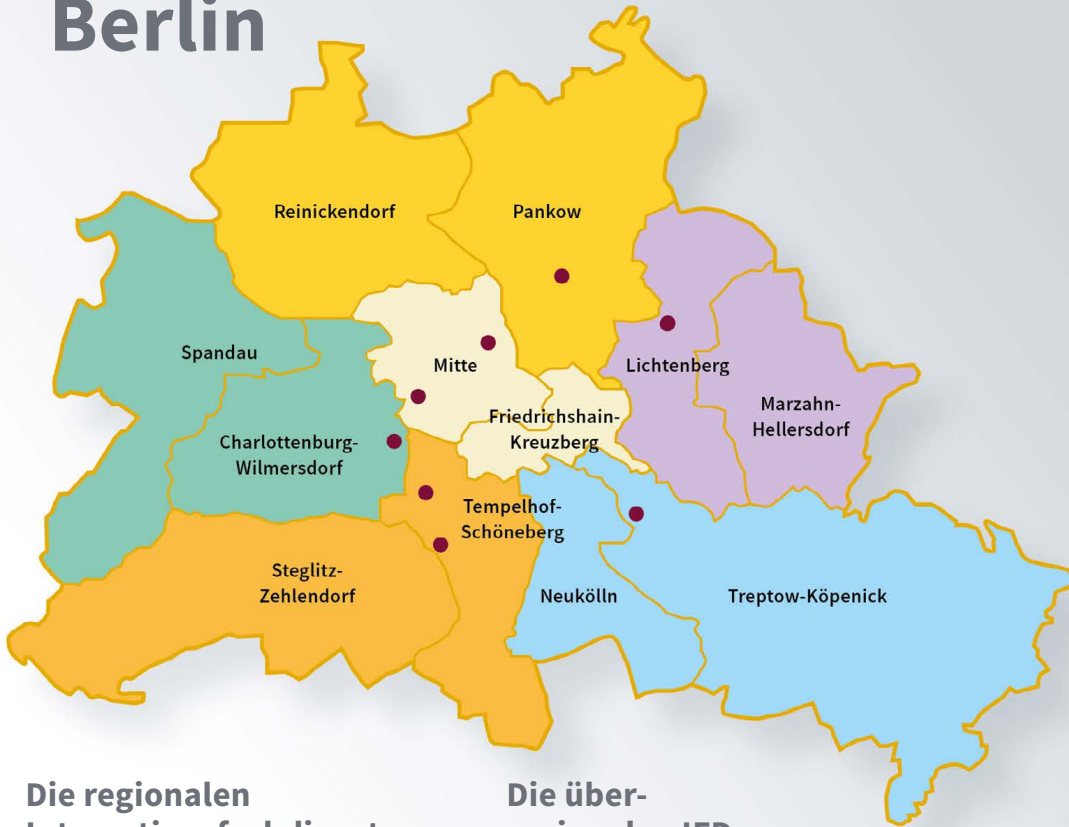 Berlin
Reinickendorf
Pankow
Spandau
Mitte
Lichtenberg
Friedrichshain-
Kreuzberg
Marzahn-
Hellersdorf
Charlottenburg-
Wilmersdorf
Tempelhof-
Schöneberg
Steglitz-
Zehlendorf
Neukölln
Treptow-Köpenick
Die regionalen
Die über-